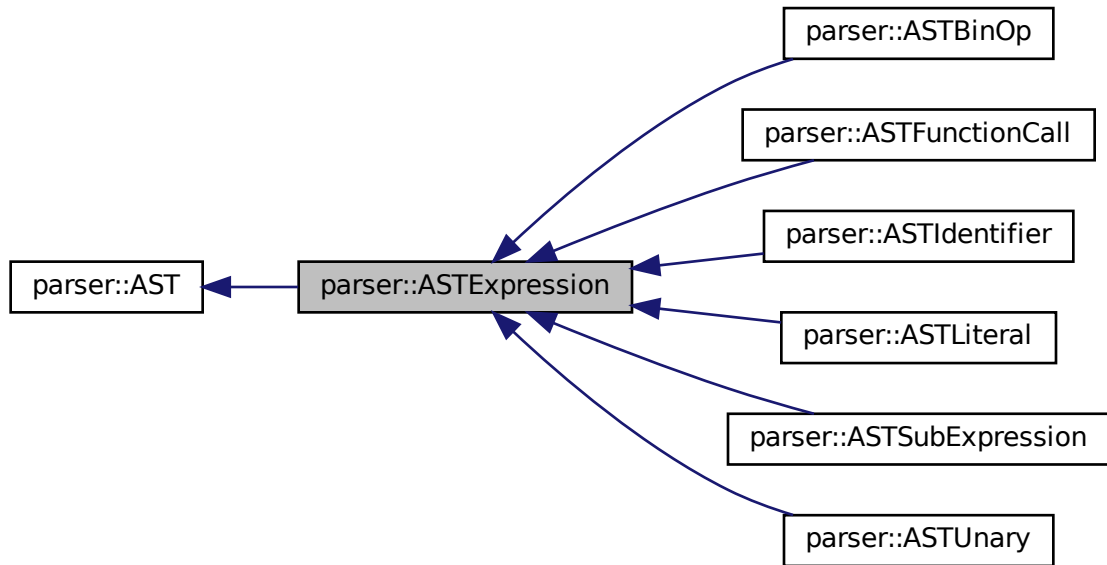 parser::ASTBinOp
parser::ASTFunctionCall
parser::ASTIdentifier
parser::AST
parser::ASTExpression
parser::ASTLiteral
parser::ASTSubExpression
parser::ASTUnary